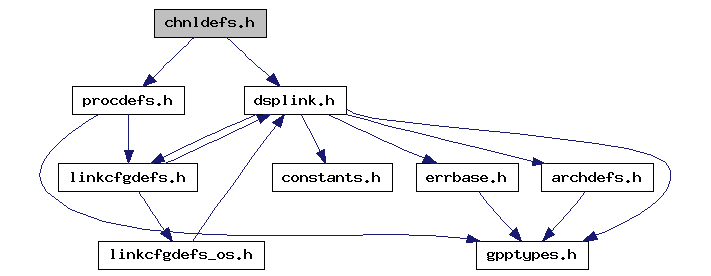 chnldefs.h
procdefs.h
dsplink.h
linkcfgdefs.h
constants.h
errbase.h
archdefs.h
linkcfgdefs_os.h
gpptypes.h